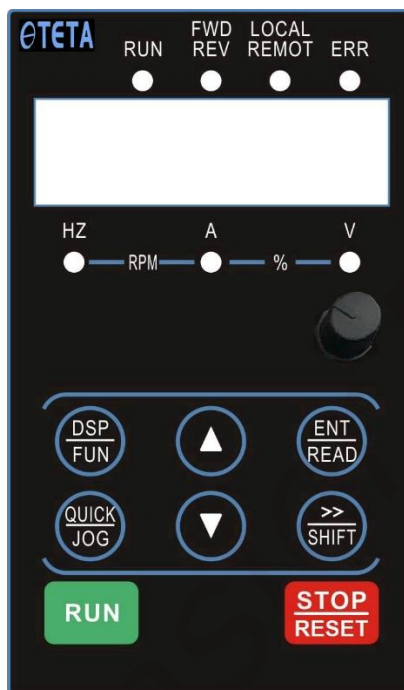 θTETA
RUN FWD REV LOCAL REMOT ERR
HZ A V
RPM %
DSP FUN
ENT READ
QUICK JOG
>> SHIFT
RUN
STOP RESET